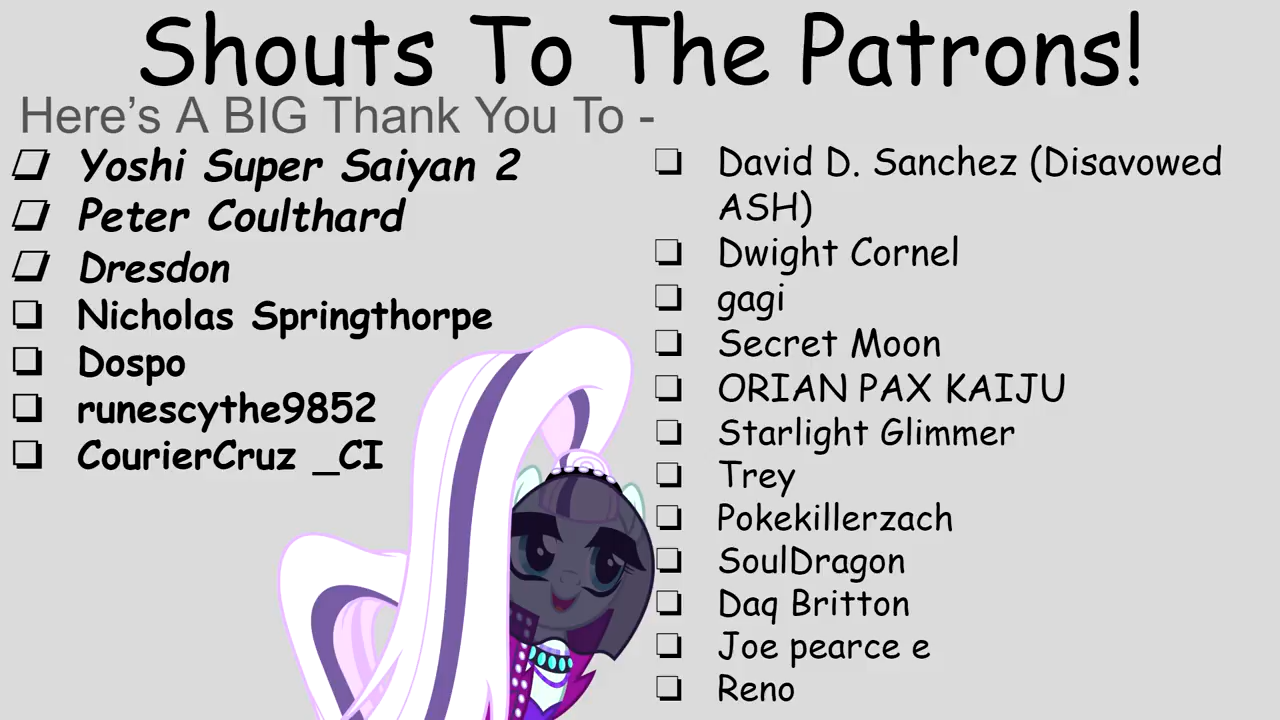 Shouts To The Patrons!
Here’s A BIG Thank You To -
Yoshi Super Saiyan 2
Peter Coulthard
Dresdon
Nicholas Springthorpe
Dospo
runescythe9852
CourierCruz _CI
David D. Sanchez (Disavowed
ASH)
Dwight Cornel
gagi
Secret Moon
ORIAN PAX KAIJU
Starlight Glimmer
Trey
Pokekillerzach
SoulDragon
Daq Britton
Joe pearce e
Reno